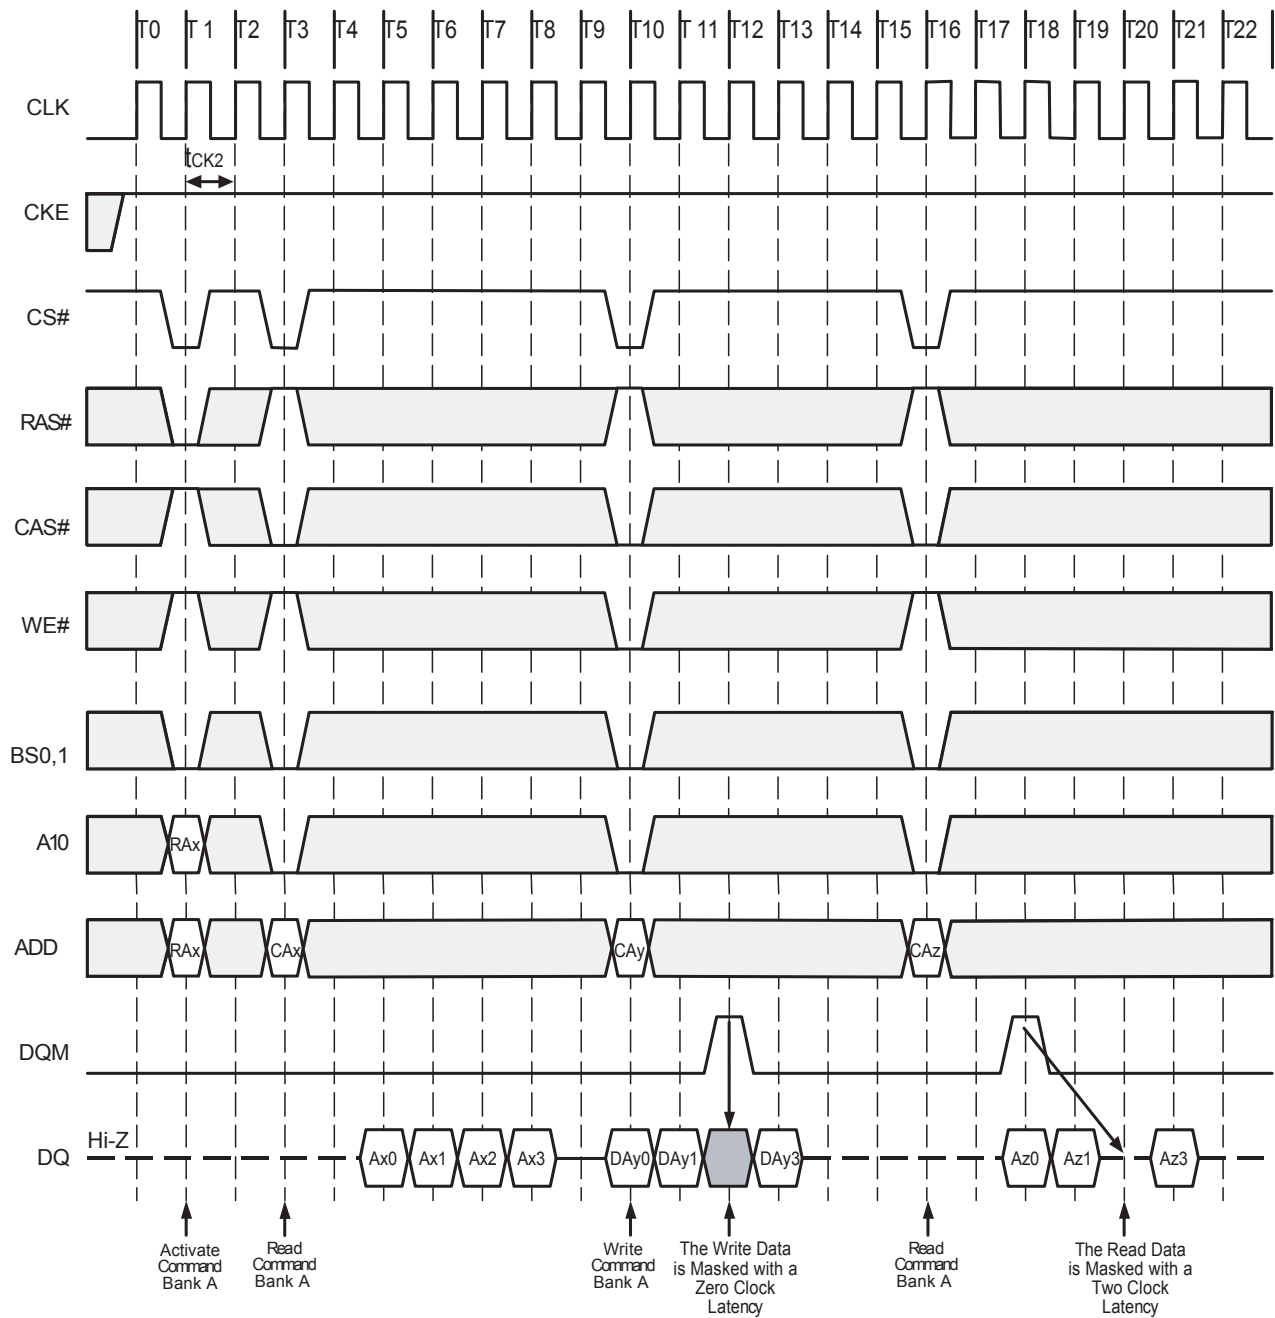 T0 T 1 T2 T3 T4 T5 T6 T7 T8 T9 T10 T 11 T12 T13 T14 T15 T16 T17 T18 T19 T20 T21 T22
CLK
tCK2
CKE
CS#
RAS#
CAS#
WE#
BS0,1
A10 RAx
ADD RAx CAx CAy CAz
DQM
Hi-Z
DQ Ax0 Ax1 Ax2 Ax3 DAy0 DAy1 DAy3 Az0 Az1 Az3
Activate
Command
Bank A
Read
Command
Bank A
Write
Command
Bank A
The Write Data
is Masked with a
Zero Clock
Latency
Read
Command
Bank A
The Read Data
is Masked with a
Two Clock
Latency